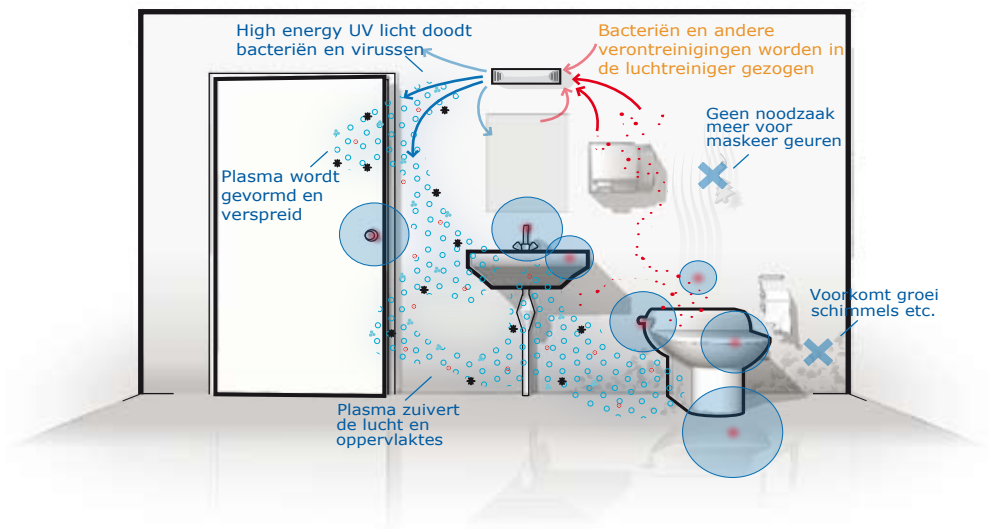 High energy UV licht doodt
bacteriën en virussen
Bacteriën en andere
verontreinigingen worden in
de luchtreiniger gezogen
Geen noodzaak
meer voor
maskeer geuren
Plasma wordt
gevormd en
verspreid
Voorkomt groei
schimmels etc.
Plasma zuivert
de lucht en
oppervlaktes